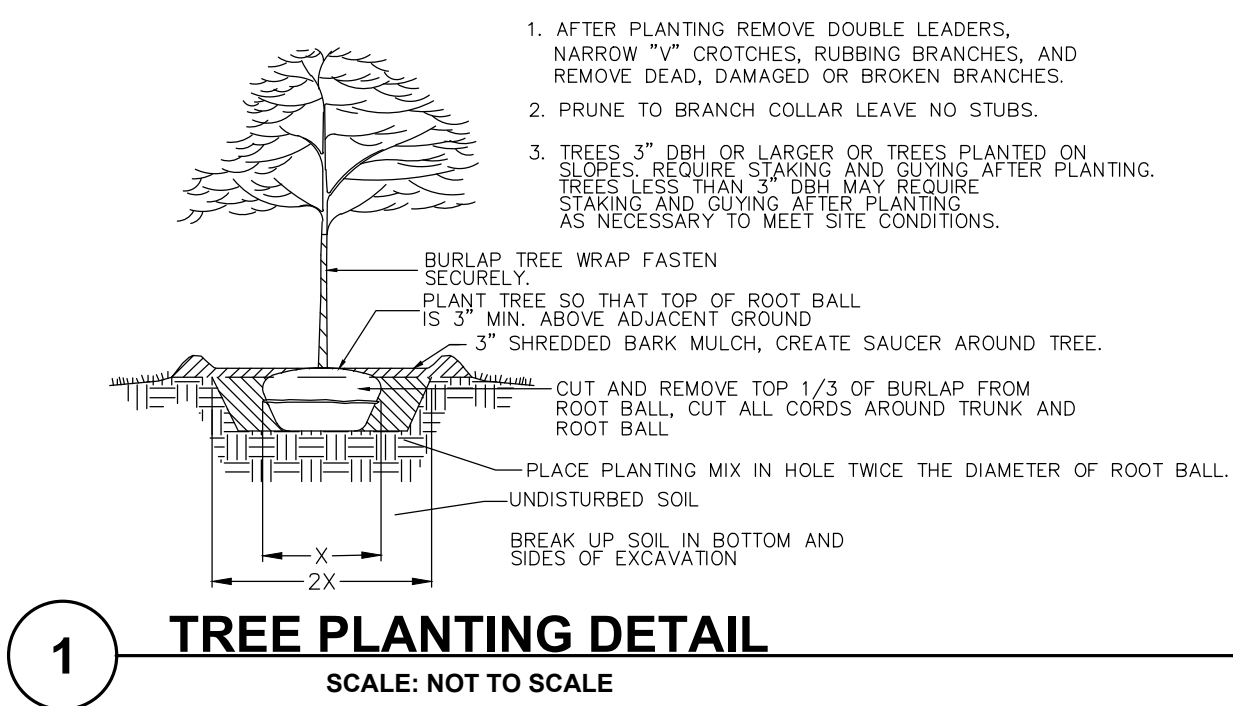 1. AFTER PLANTING REMOVE DOUBLE LEADERS,
NARROW "V" CROTCHES, RUBBING BRANCHES, AND
REMOVE DEAD, DAMAGED OR BROKEN BRANCHES.
2. PRUNE TO BRANCH COLLAR LEAVE NO STUBS.
3. TREES 3" DBH OR LARGER OR TREES PLANTED ON
SLOPES. REQUIRE STAKING AND GUYING AFTER PLANTING.
TREES LESS THAN 3" DBH MAY REQUIRE
STAKING AND GUYING AFTER PLANTING
AS NECESSARY TO MEET SITE CONDITIONS.
BURLAP TREE WRAP FASTEN
SECURELY.
PLANT TREE SO THAT TOP OF ROOT BALL
IS 3" MIN. ABOVE ADJACENT GROUND
3" SHREDDED BARK MULCH, CREATE SAUCER AROUND TREE.
CUT AND REMOVE TOP 1/3 OF BURLAP FROM
ROOT BALL, CUT ALL CORDS AROUND TRUNK AND
ROOT BALL
PLACE PLANTING MIX IN HOLE TWICE THE DIAMETER OF ROOT BALL.
UNDISTURBED SOIL
BREAK UP SOIL IN BOTTOM AND
SIDES OF EXCAVATION
X
2X
1
TREE PLANTING DETAIL
SCALE: NOT TO SCALE